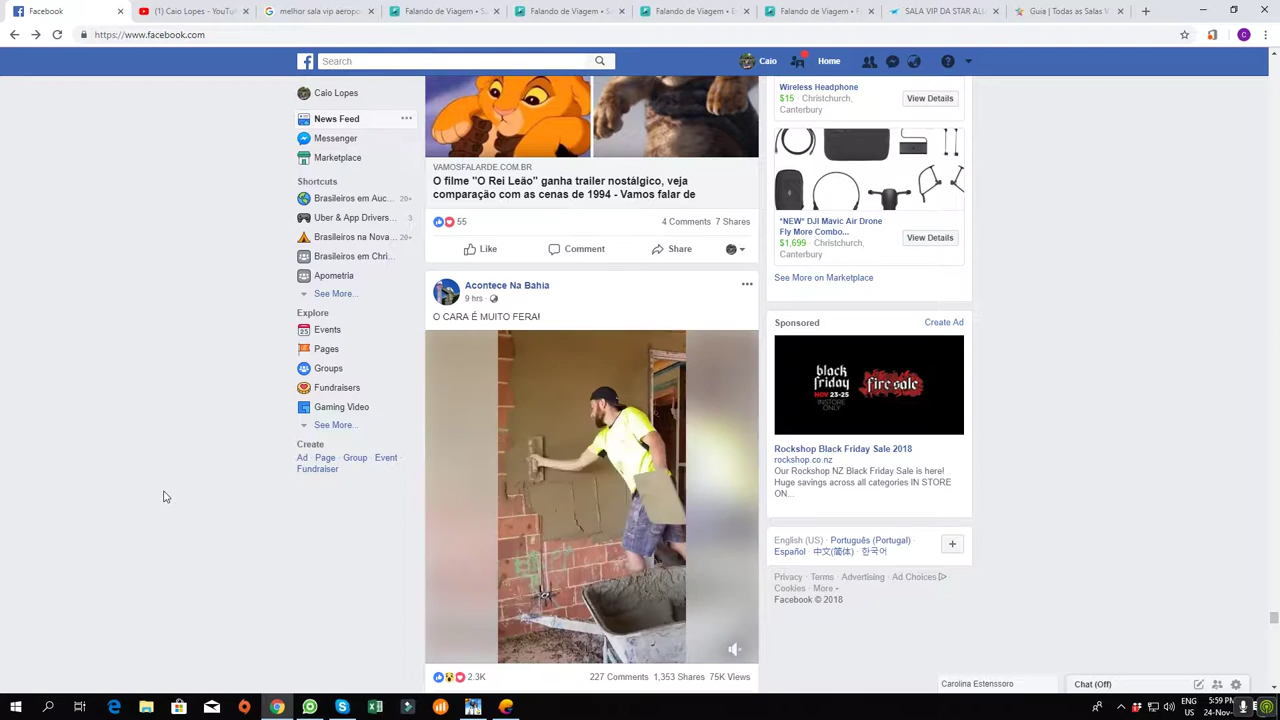 Facebook
(1) Caio Lopes - YouT
melhor sala vip aeropo
Falando de Viagem •
Falando de Viagem • E
Falando de Viagem • E
Falando de Viagem • F
SALA VIP DA STAR ALL
Guia | Todas as Salas V
https://www.facebook.com
Search
Caio
Home
Caio Lopes
News Feed
Messenger
Marketplace
Shortcuts
Brasileiros em Auc... 20+
Uber & App Drivers... 3
Brasileiros na Nova... 20+
Brasileiros em Chri...
Apometria
See More...
Explore
Events
Pages
Groups
Fundraisers
Gaming Video
See More...
Create
Ad · Page · Group · Event ·
Fundraiser
VAMOSFALARDE.COM.BR
O filme "O Rei Leão" ganha trailer nostálgico, veja
comparação com as cenas de 1994 - Vamos falar de
55
4 Comments 7 Shares
Like Comment Share
Acontece Na Bahia
9 hrs ·
O CARA É MUITO FERA!
2.3K
227 Comments 1,353 Shares 75K Views
Wireless Headphone
$15 · Christchurch,
Canterbury
View Details
*NEW* DJI Mavic Air Drone
Fly More Combo...
$1,699 · Christchurch,
Canterbury
View Details
See More on Marketplace
Sponsored
Create Ad
black
friday
NOV 23-25
INSTORE
ONLY
fire sale
Rockshop Black Friday Sale 2018
rockshop.co.nz
Our Rockshop NZ Black Friday Sale is here!
Huge savings across all categories IN STORE
ON...
English (US) · Português (Portugal) ·
Español · 中文(简体) · 한국어
Privacy · Terms · Advertising · Ad Choices
Cookies · More
Facebook © 2018
Carolina Estenssoro
Chat (Off)
ENG
US
5:59 PM
24-Nov